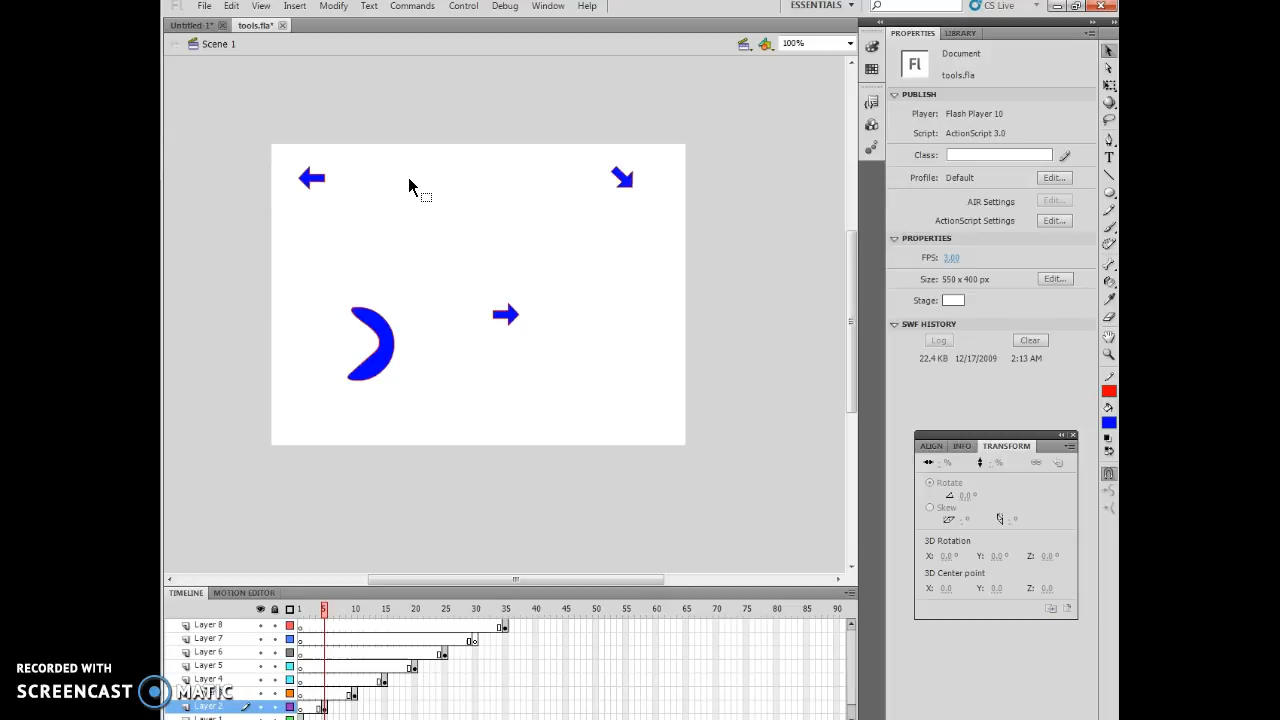 Fl File Edit View Insert Modify Text Commands Control Debug Window Help ESSENTIALS CS Live
Untitled-1* tools.fla*
Scene 1 100%
PROPERTIES LIBRARY
Fl Document
tools.fla
PUBLISH
Player: Flash Player 10
Script: ActionScript 3.0
Class:
Profile: Default Edit...
AIR Settings Edit...
ActionScript Settings Edit...
PROPERTIES
FPS: 3.00
Size: 550 x 400 px Edit...
Stage:
SWF HISTORY
Log Clear
22.4 KB 12/17/2009 2:13 AM
ALIGN INFO TRANSFORM
- % - %
Rotate
0.0 °
Skew
- ° - °
3D Rotation
X: 0.0 ° Y: 0.0 ° Z: 0.0 °
3D Center point
X: 0.0 Y: 0.0 Z: 0.0
TIMELINE MOTION EDITOR
1 5 10 15 20 25 30 35 40 45 50 55 60 65 70 75 80 85 90
Layer 8
Layer 7
Layer 6
Layer 5
Layer 4
Layer 2
Layer 1
RECORDED WITH
SCREENCAST MATIC